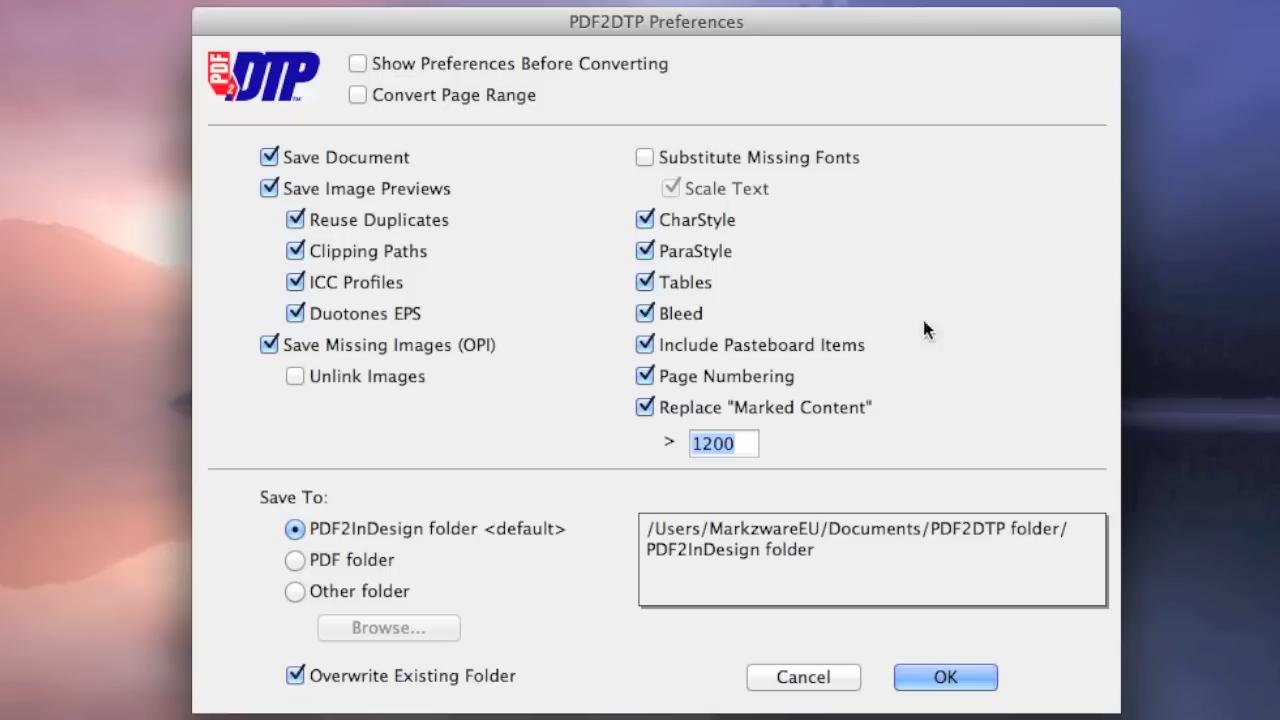 PDF2DTP Preferences
PDF2DTP™
Show Preferences Before Converting
Convert Page Range
Save Document
Save Image Previews
Reuse Duplicates
Clipping Paths
ICC Profiles
Duotones EPS
Save Missing Images (OPI)
Unlink Images
Substitute Missing Fonts
Scale Text
CharStyle
ParaStyle
Tables
Bleed
Include Pasteboard Items
Page Numbering
Replace "Marked Content"
> 1200
Save To:
PDF2InDesign folder <default>
PDF folder
Other folder
Browse...
Overwrite Existing Folder
/Users/MarkzwareEU/Documents/PDF2DTP folder/
PDF2InDesign folder
Cancel
OK